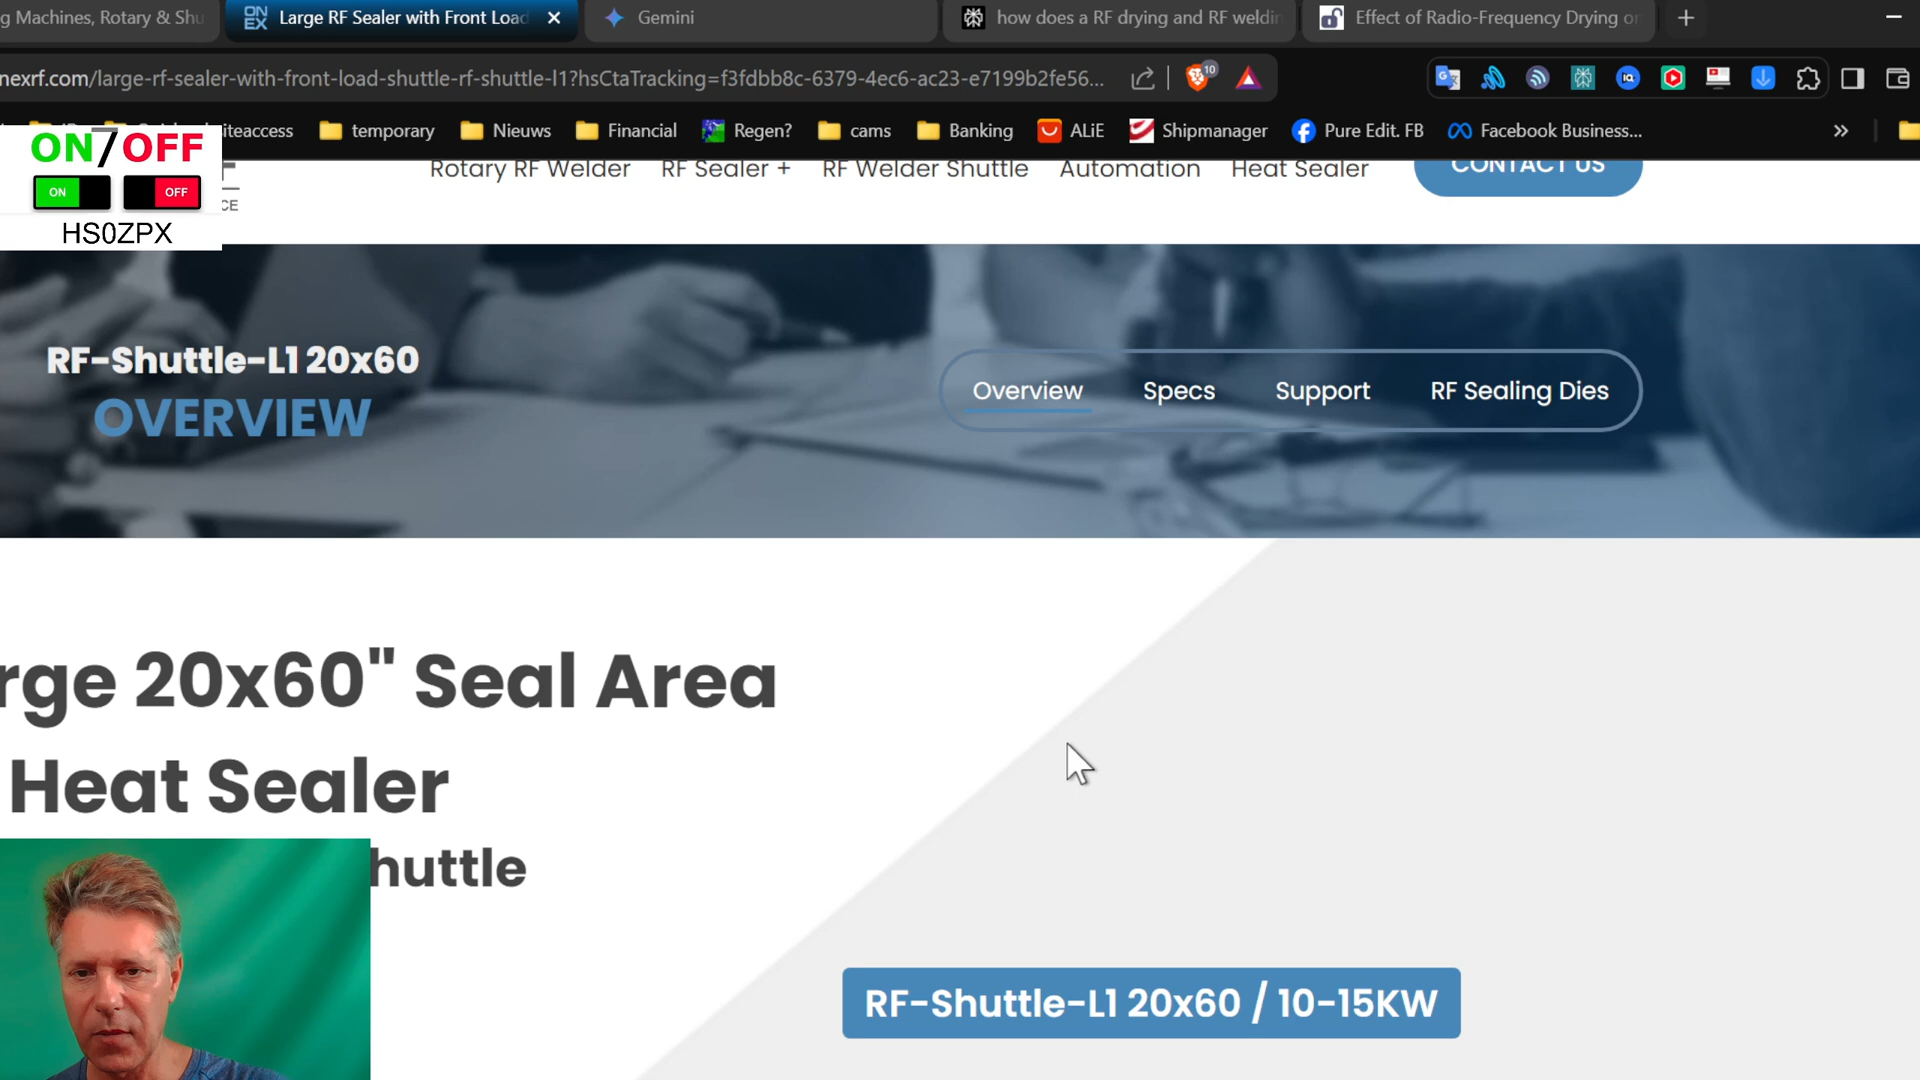 g Machines, Rotary & Shu
ON EX Large RF Sealer with Front Load
Gemini
how does a RF drying and RF weldin
Effect of Radio-Frequency Drying o
nexrf.com/large-rf-sealer-with-front-load-shuttle-rf-shuttle-l1?hsCtaTracking=f3fdbb8c-6379-4ec6-ac23-e7199b2fe56...
10
iteaccess
temporary
Nieuws
Financial
Regen?
cams
Banking
ALiE
Shipmanager
Pure Edit. FB
Facebook Business...
ON7OFF
ON OFF
HS0ZPX
CE
Rotary RF Welder
RF Sealer +
RF Welder Shuttle
Automation
Heat Sealer
CONTACT US
RF-Shuttle-L1 20x60
OVERVIEW
Overview
Specs
Support
RF Sealing Dies
rge 20x60" Seal Area
Heat Sealer
huttle
RF-Shuttle-L1 20x60 / 10-15KW